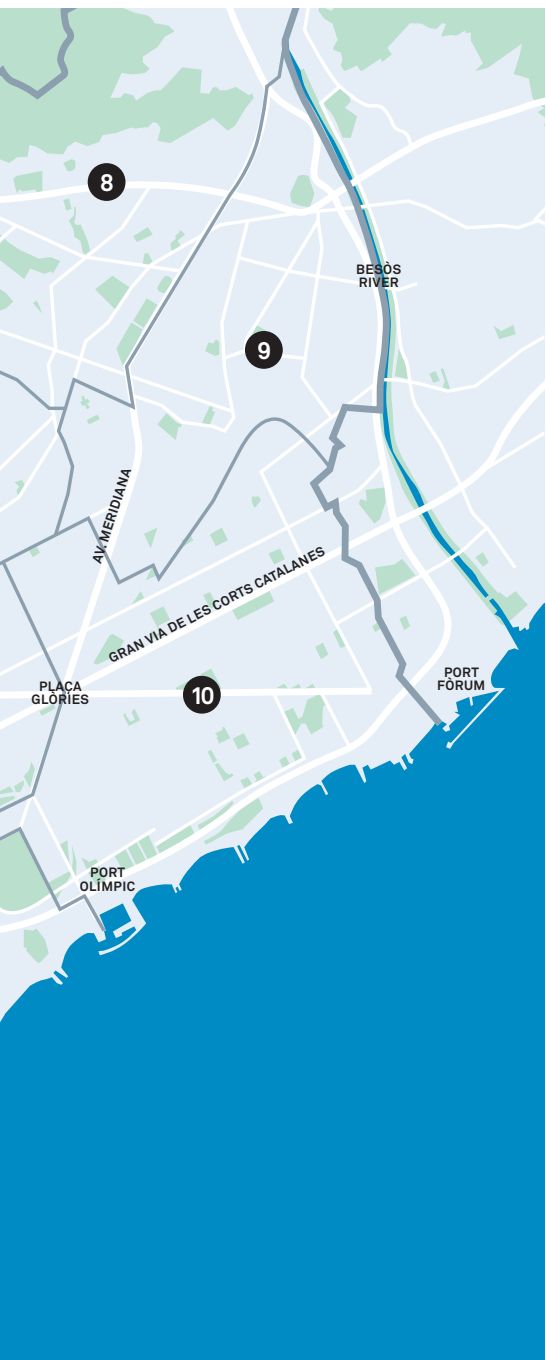 8
BESÒS
RIVER
9
AV. MERIDIANA
GRAN VIA DE LES CORTS CATALANES
PLAÇA
GLÒRIES
10
PORT
FÒRUM
PORT
OLÍMPIC